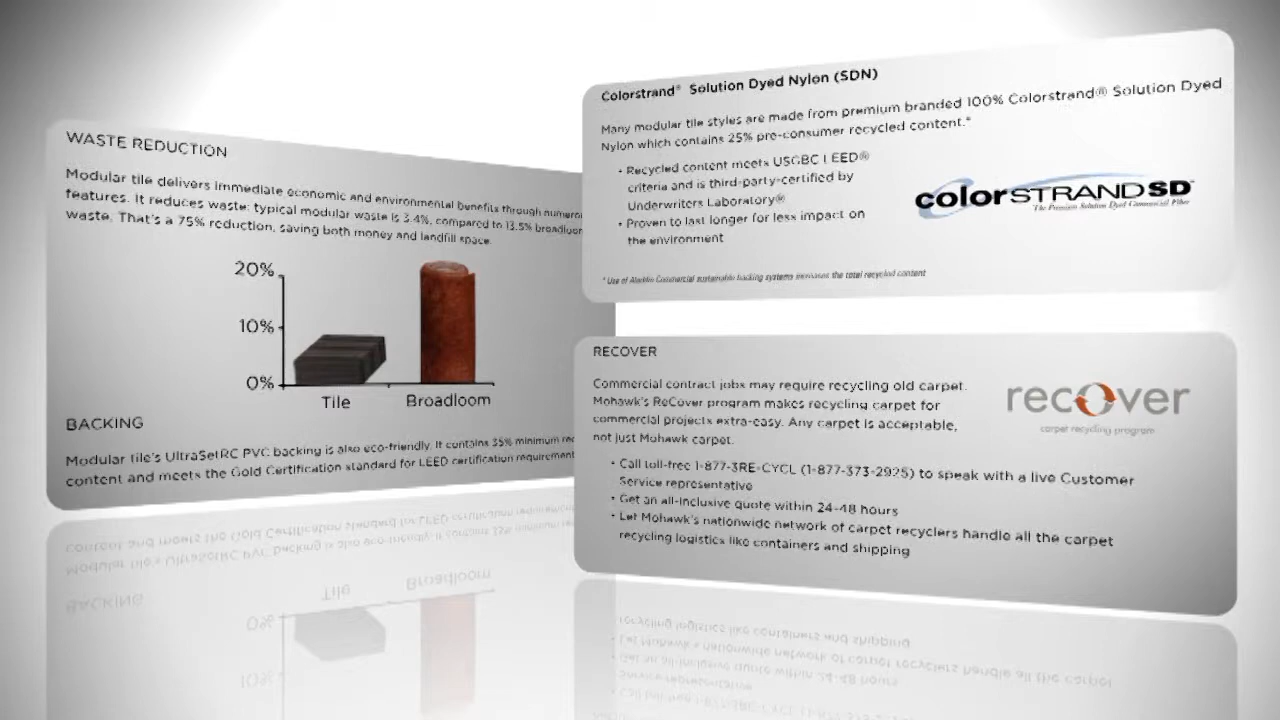 WASTE REDUCTION
Modular tile delivers immediate economic and environmental benefits through
features. It reduces waste: typical modular waste is 3.4%, compared to 13.5%
waste. That's a 75% reduction, saving both money and landfill space.
20%
10%
0%
Tile
Broadloom
BACKING
Modular tile's UltraSetRC PVC backing is also eco-friendly. It contains 35% minimum
content and meets the Gold Certification standard for LEED certification
Colorstrand® Solution Dyed Nylon (SDN)
Many modular tile styles are made from premium branded 100% Colorstrand® Solution Dyed
Nylon which contains 25% pre-consumer recycled content.*
• Recycled content meets USGBC LEED®
criteria and is third-party-certified by
Underwriters Laboratory®
• Proven to last longer for less impact on
the environment
colorSTRANDSD™
The Premium Solution Dyed Commercial Fiber
* Use of Aladdin Commercial sustainable backing systems increases the total recycled content
RECOVER
Commercial contract jobs may require recycling old carpet.
Mohawk's ReCover program makes recycling carpet for
commercial projects extra-easy. Any carpet is acceptable,
not just Mohawk carpet.
recover
carpet recycling program
• Call toll-free 1-877-3RE-CYCL (1-877-373-2925) to speak with a live Customer
Service representative
• Get an all-inclusive quote within 24-48 hours
• Let Mohawk's nationwide network of carpet recyclers handle all the carpet
recycling logistics like containers and shipping